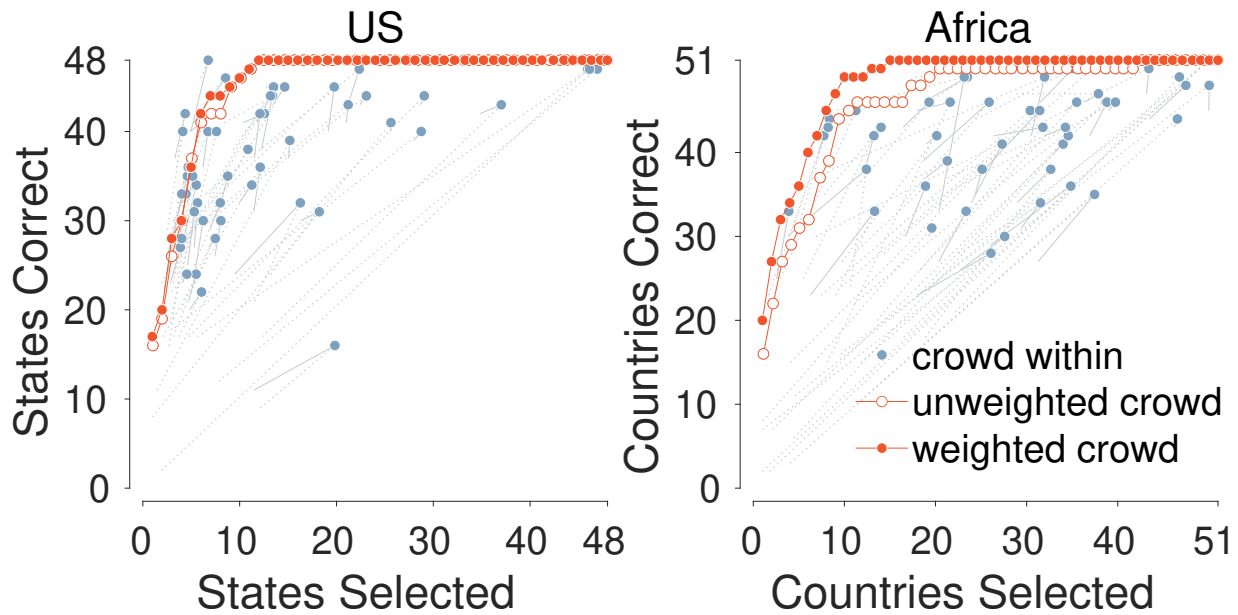 US
States Correct
48
40
30
20
10
0
0 10 20 30 40 48
States Selected
Africa
Countries Correct
51
40
30
20
10
0
crowd within
unweighted crowd
weighted crowd
0 10 20 30 40 51
Countries Selected